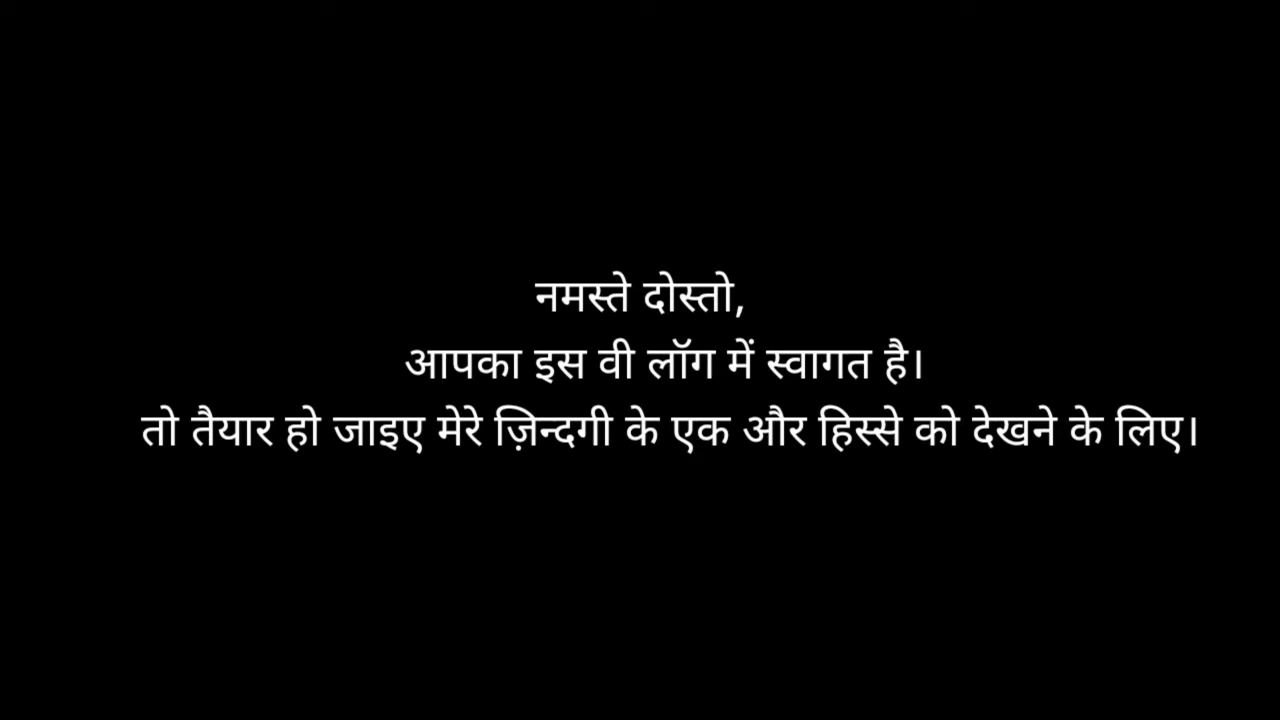 नमस्ते दोस्तो,
आपका इस वी लॉग में स्वागत है।
तो तैयार हो जाइए मेरे ज़िन्दगी के एक और हिस्से को देखने के लिए।